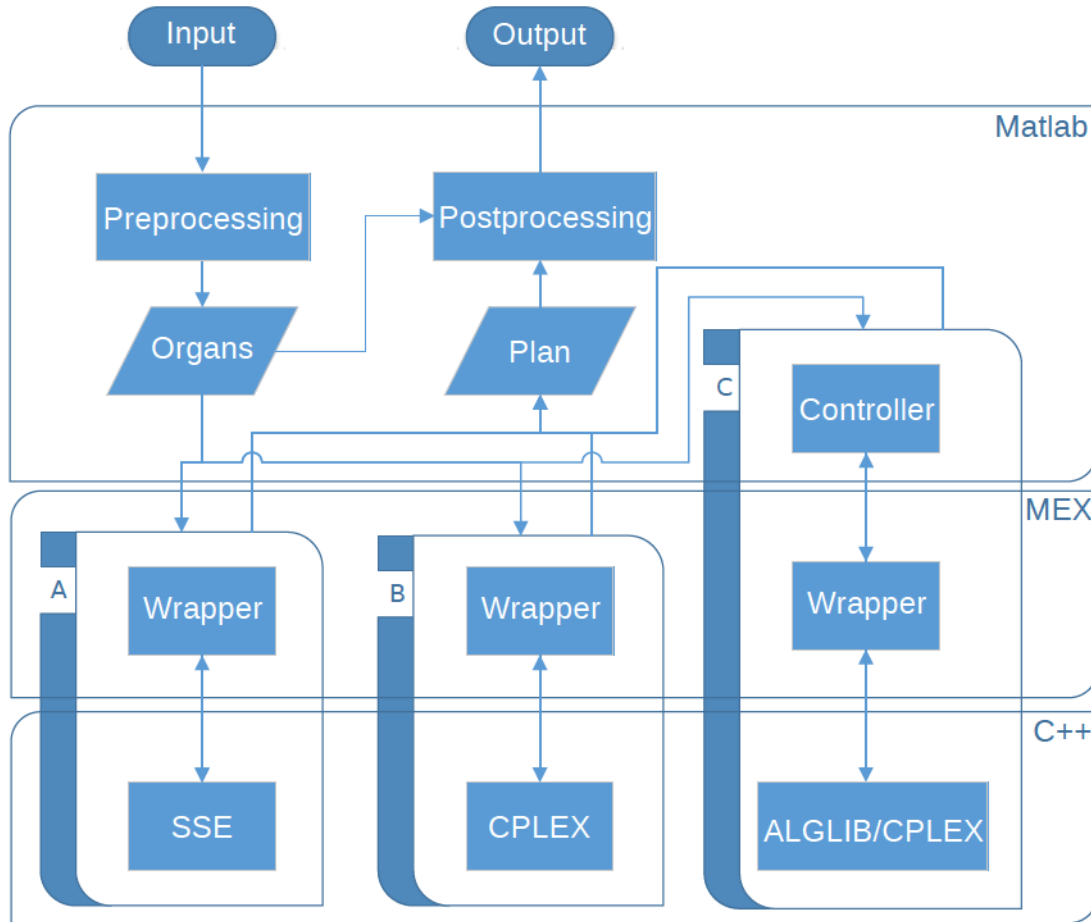 Input
Output
Matlab
Preprocessing
Postprocessing
Organs
Plan
C
Controller
MEX
A
Wrapper
B
Wrapper
Wrapper
C++
SSE
CPLEX
ALGLIB/CPLEX